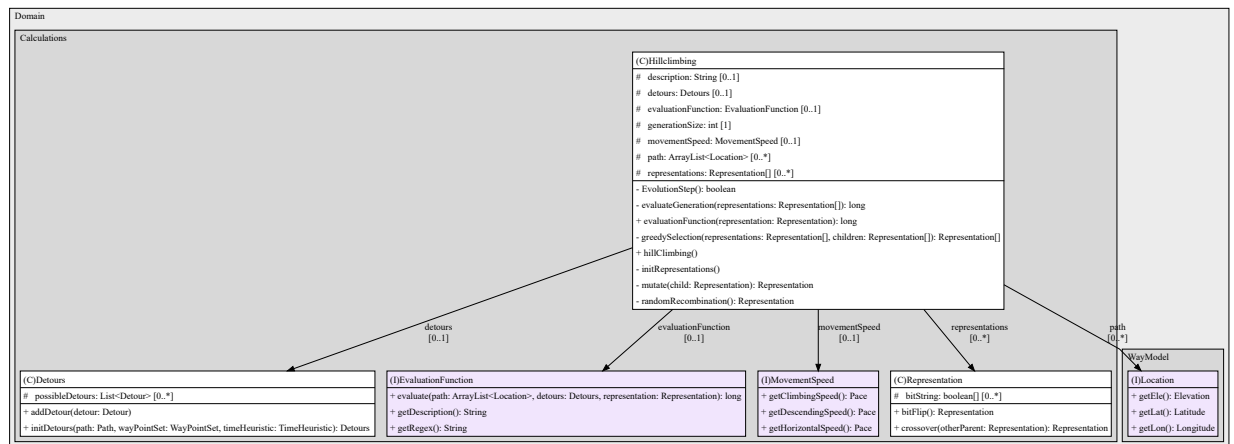 Domain
Calculations
(C)Hillclimbing
# description: String [0..1]
# detours: Detours [0..1]
# evaluationFunction: EvaluationFunction [0..1]
# generationSize: int [1]
# movementSpeed: MovementSpeed [0..1]
# path: ArrayList<Location> [0..*]
# representations: Representation[] [0..*]
- EvolutionStep(): boolean
- evaluateGeneration(representations: Representation[]): long
+ evaluationFunction(representation: Representation): long
- greedySelection(representations: Representation[], children: Representation[]): Representation[]
+ hillClimbing()
- initRepresentations()
- mutate(child: Representation): Representation
- randomRecombination(): Representation
detours
[0..1]
evaluationFunction
[0..1]
movementSpeed
[0..1]
representations
[0..*]
path
[0..*]
WayModel
(C)Detours
# possibleDetours: List<Detour> [0..*]
+ addDetour(detour: Detour)
+ initDetours(path: Path, wayPointSet: WayPointSet, timeHeuristic: TimeHeuristic): Detours
(I)EvaluationFunction
+ evaluate(path: ArrayList<Location>, detours: Detours, representation: Representation): long
+ getDescription(): String
+ getRegex(): String
(I)MovementSpeed
+ getClimbingSpeed(): Pace
+ getDescendingSpeed(): Pace
+ getHorizontalSpeed(): Pace
(C)Representation
# bitString: boolean[] [0..*]
+ bitFlip(): Representation
+ crossover(otherParent: Representation): Representation
(I)Location
+ getEle(): Elevation
+ getLat(): Latitude
+ getLon(): Longitude